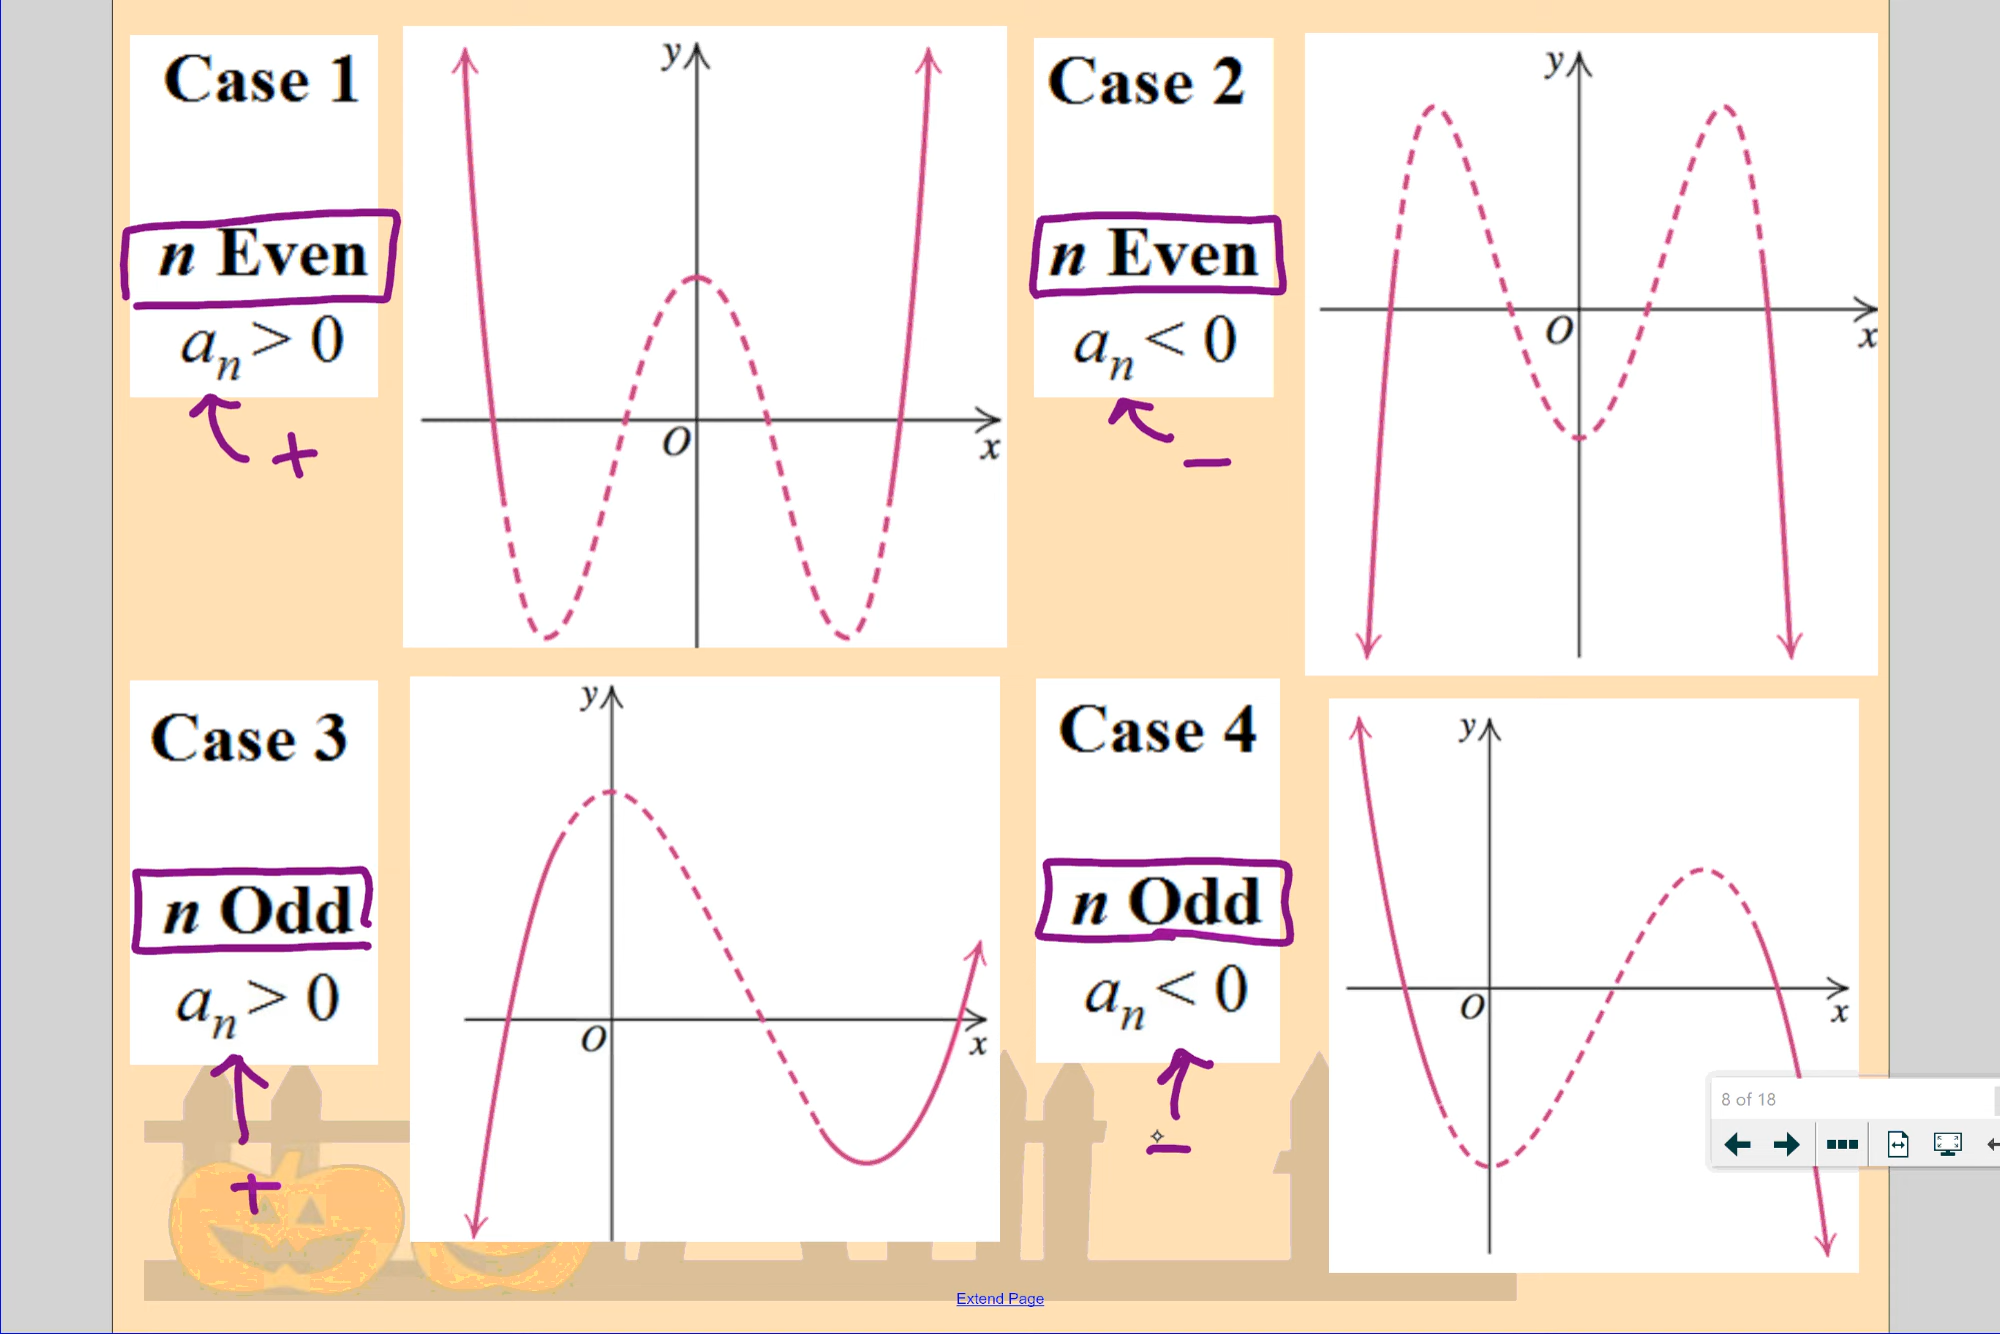 Case 1
n Even
aₙ > 0
+
y
O
x
Case 2
n Even
aₙ < 0
−
y
O
x
Case 3
n Odd
aₙ > 0
+
y
O
x
Case 4
n Odd
aₙ < 0
−
y
O
x
8 of 18
Extend Page